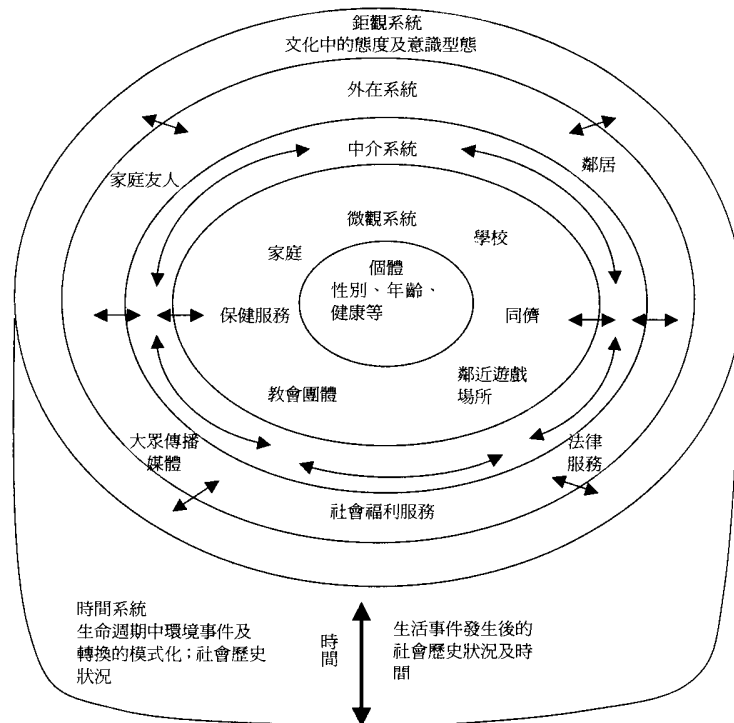 鉅觀系統
文化中的態度及意識型態
外在系統
中介系統
家庭友人
鄰居
微觀系統
學校
家庭
個體
性別、年齡、
健康等
保健服務
同儕
教會團體
鄰近遊戲
場所
大眾傳播
媒體
法律
服務
社會福利服務
時間系統
生命週期中環境事件及
轉換的模式化；社會歷史
狀況
時間
生活事件發生後的
社會歷史狀況及時
間